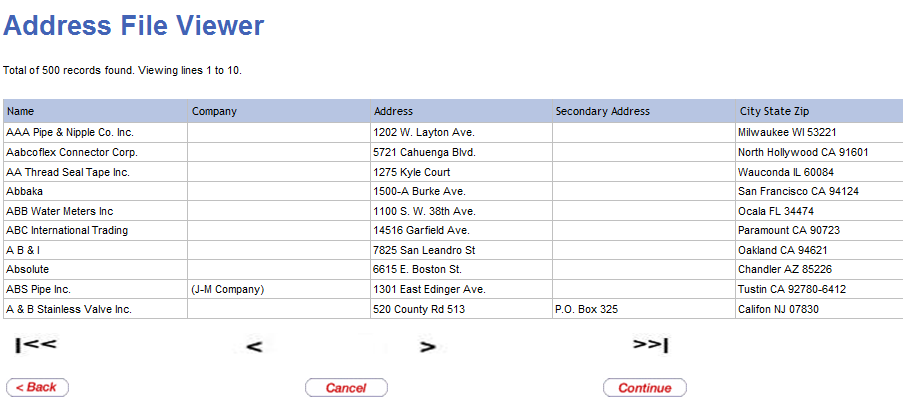 Address File Viewer
Total of 500 records found. Viewing lines 1 to 10.
Name Company Address Secondary Address City State Zip
AAA Pipe & Nipple Co. Inc. 1202 W. Layton Ave. Milwaukee WI 53221
Aabcoflex Connector Corp. 5721 Cahuenga Blvd. North Hollywood CA 91601
AA Thread Seal Tape Inc. 1275 Kyle Court Wauconda IL 60084
Abbaka 1500-A Burke Ave. San Francisco CA 94124
ABB Water Meters Inc 1100 S. W. 38th Ave. Ocala FL 34474
ABC International Trading 14516 Garfield Ave. Paramount CA 90723
A B & I 7825 San Leandro St Oakland CA 94621
Absolute 6615 E. Boston St. Chandler AZ 85226
ABS Pipe Inc. (J-M Company) 1301 East Edinger Ave. Tustin CA 92780-6412
A & B Stainless Valve Inc. 520 County Rd 513 P.O. Box 325 Califon NJ 07830
|<< < > >>|
< Back Cancel Continue